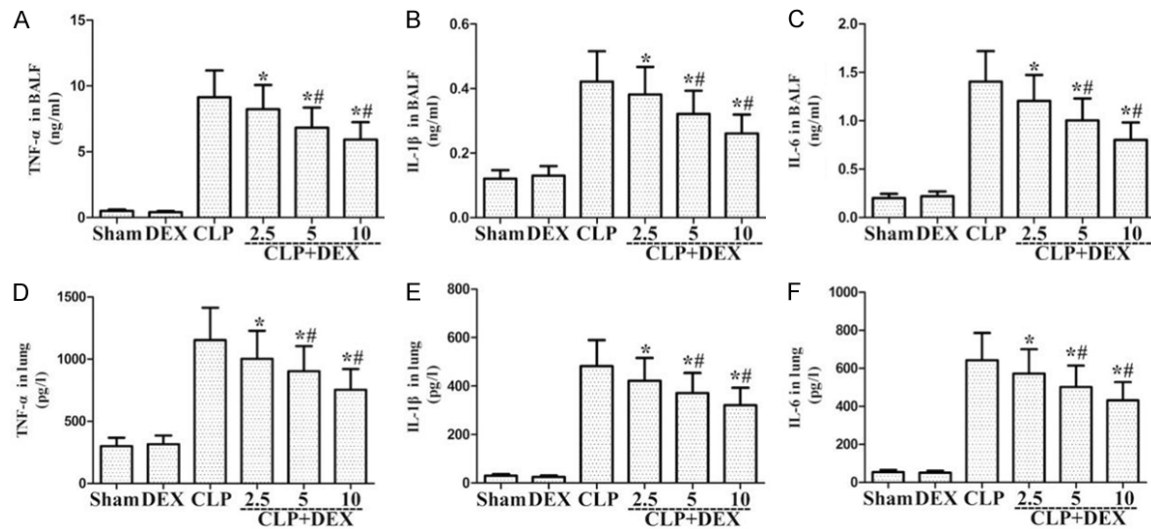 A
TNF-α in BALF
(ng/ml)
15
10
5
0
* *# *#
Sham DEX CLP 2.5 5 10
CLP+DEX
B
IL-1β in BALF
(ng/ml)
0.6
0.4
0.2
0.0
* *# *#
Sham DEX CLP 2.5 5 10
CLP+DEX
C
IL-6 in BALF
(ng/ml)
2.0
1.5
1.0
0.5
0.0
* *# *#
Sham DEX CLP 2.5 5 10
CLP+DEX
D
TNF-α in lung
(pg/l)
1500
1000
500
0
* *# *#
Sham DEX CLP 2.5 5 10
CLP+DEX
E
IL-1β in lung
(pg/l)
800
600
400
200
0
* *# *#
Sham DEX CLP 2.5 5 10
CLP+DEX
F
IL-6 in lung
(pg/l)
1000
800
600
400
200
0
* *# *#
Sham DEX CLP 2.5 5 10
CLP+DEX